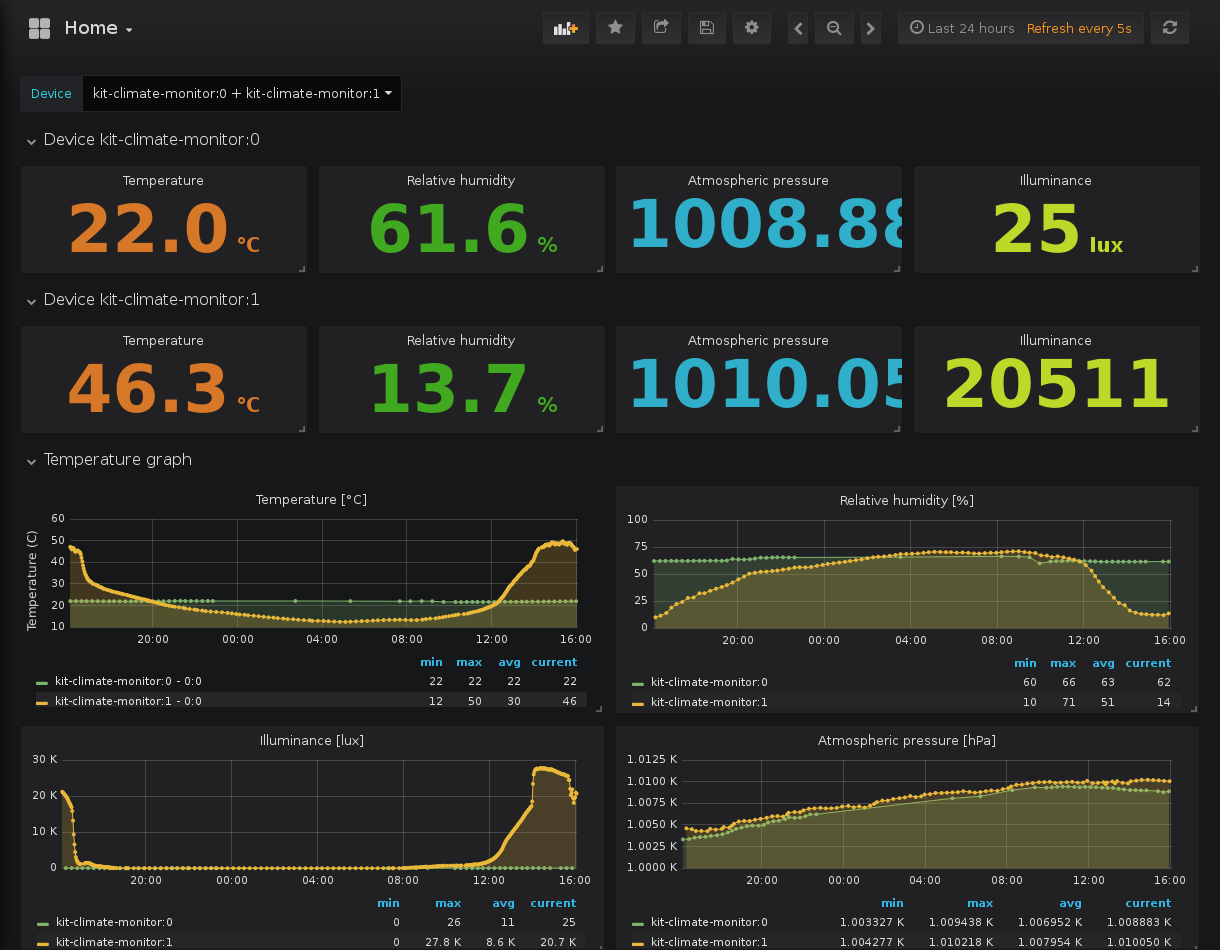 Home
Last 24 hours Refresh every 5s
Device kit-climate-monitor:0 + kit-climate-monitor:1
Device kit-climate-monitor:0
Temperature Relative humidity Atmospheric pressure Illuminance
22.0 °C 61.6 % 1008.88 25 lux
Device kit-climate-monitor:1
Temperature Relative humidity Atmospheric pressure Illuminance
46.3 °C 13.7 % 1010.05 20511
Temperature graph
Temperature [°C]
Temperature (C)
60
50
40
30
20
10
20:00 00:00 04:00 08:00 12:00 16:00
min max avg current
kit-climate-monitor:0 - 0:0 22 22 22 22
kit-climate-monitor:1 - 0:0 12 50 30 46
Relative humidity [%]
100
75
50
25
0
20:00 00:00 04:00 08:00 12:00 16:00
min max avg current
kit-climate-monitor:0 60 66 63 62
kit-climate-monitor:1 10 71 51 14
Illuminance [lux]
30 K
20 K
10 K
0
20:00 00:00 04:00 08:00 12:00 16:00
min max avg current
kit-climate-monitor:0 0 26 11 25
kit-climate-monitor:1 0 27.8 K 8.6 K 20.7 K
Atmospheric pressure [hPa]
1.0125 K
1.0100 K
1.0075 K
1.0050 K
1.0025 K
1.0000 K
20:00 00:00 04:00 08:00 12:00 16:00
min max avg current
kit-climate-monitor:0 1.003327 K 1.009438 K 1.006952 K 1.008883 K
kit-climate-monitor:1 1.004277 K 1.010218 K 1.007954 K 1.010050 K